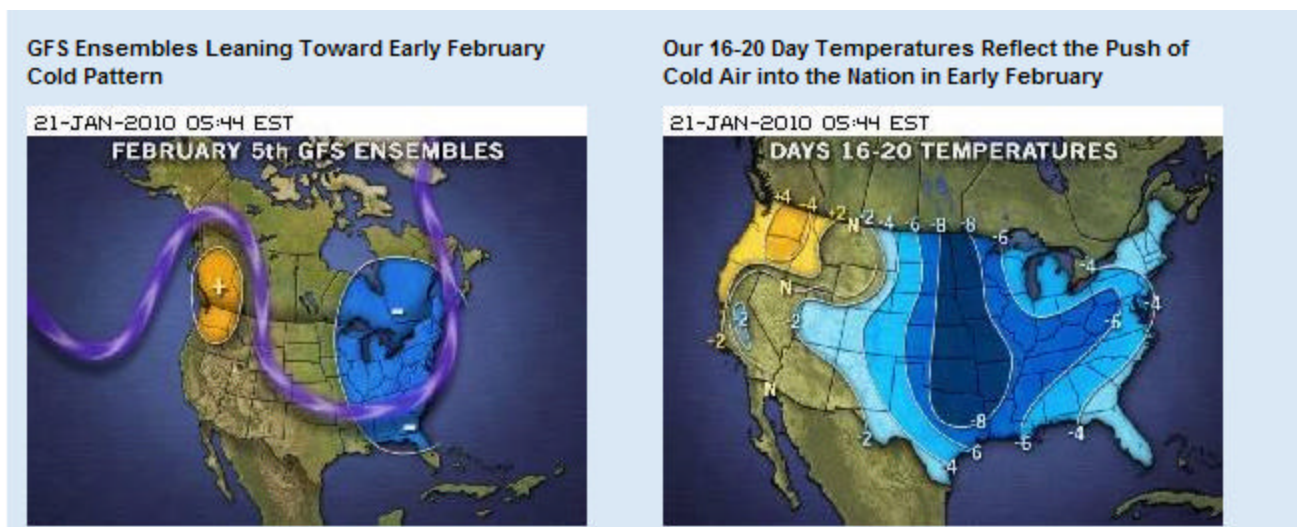 GFS Ensembles Leaning Toward Early February
Cold Pattern
21-JAN-2010 05:44 EST
FEBRUARY 5th GFS ENSEMBLES
+
-
-
Our 16-20 Day Temperatures Reflect the Push of
Cold Air into the Nation in Early February
21-JAN-2010 05:44 EST
DAYS 16-20 TEMPERATURES
+4 -4 +2 -2 -4 -6 -8 -8 -6
N
-4
N
-4
-2 -2 -6
-2
N
-8
-2 -6 -6 -4
-4